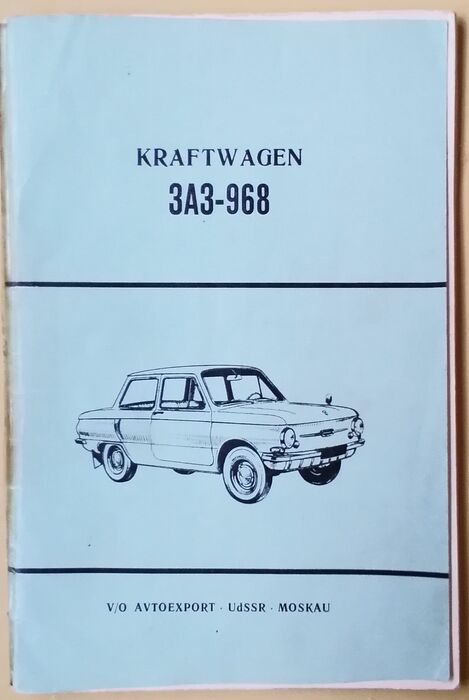 KRAFTWAGEN
ЗАЗ-968
V/O AVTOEXPORT · UdSSR · MOSKAU